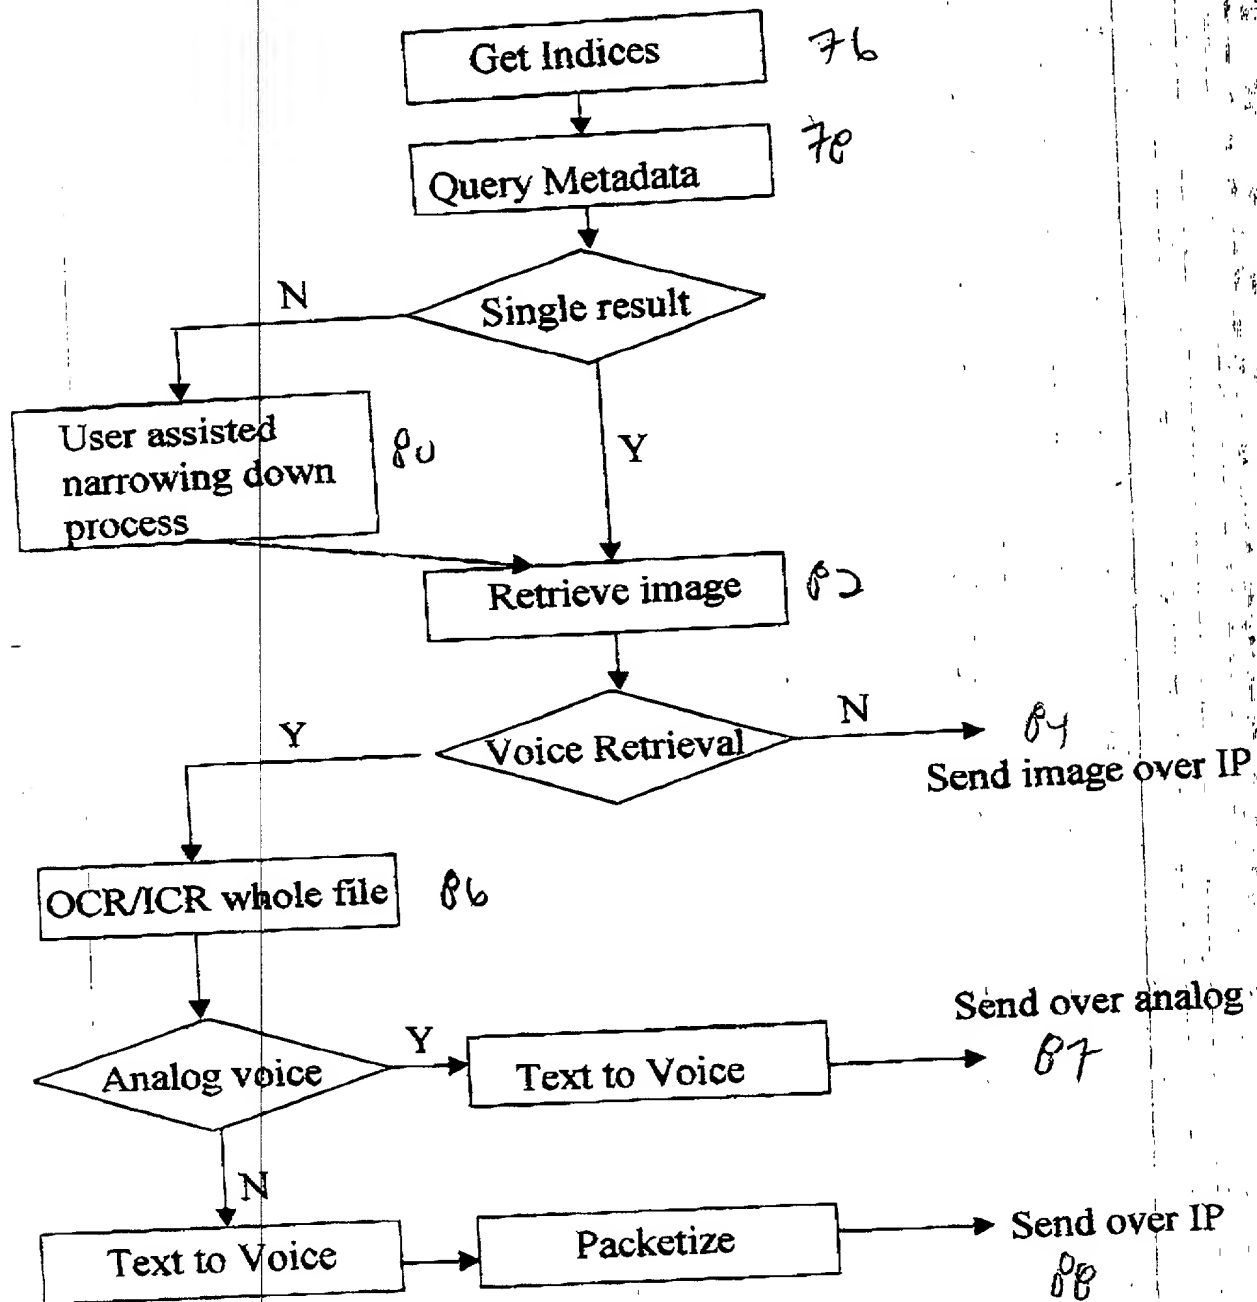 Get Indices
76
Query Metadata
78
Single result
N
Y
User assisted
narrowing down
process
80
Retrieve image
82
Voice Retrieval
Y
N
84
Send image over IP
OCR/ICR whole file
86
Analog voice
Y
Text to Voice
Send over analog
87
N
Text to Voice
Packetize
Send over IP
88